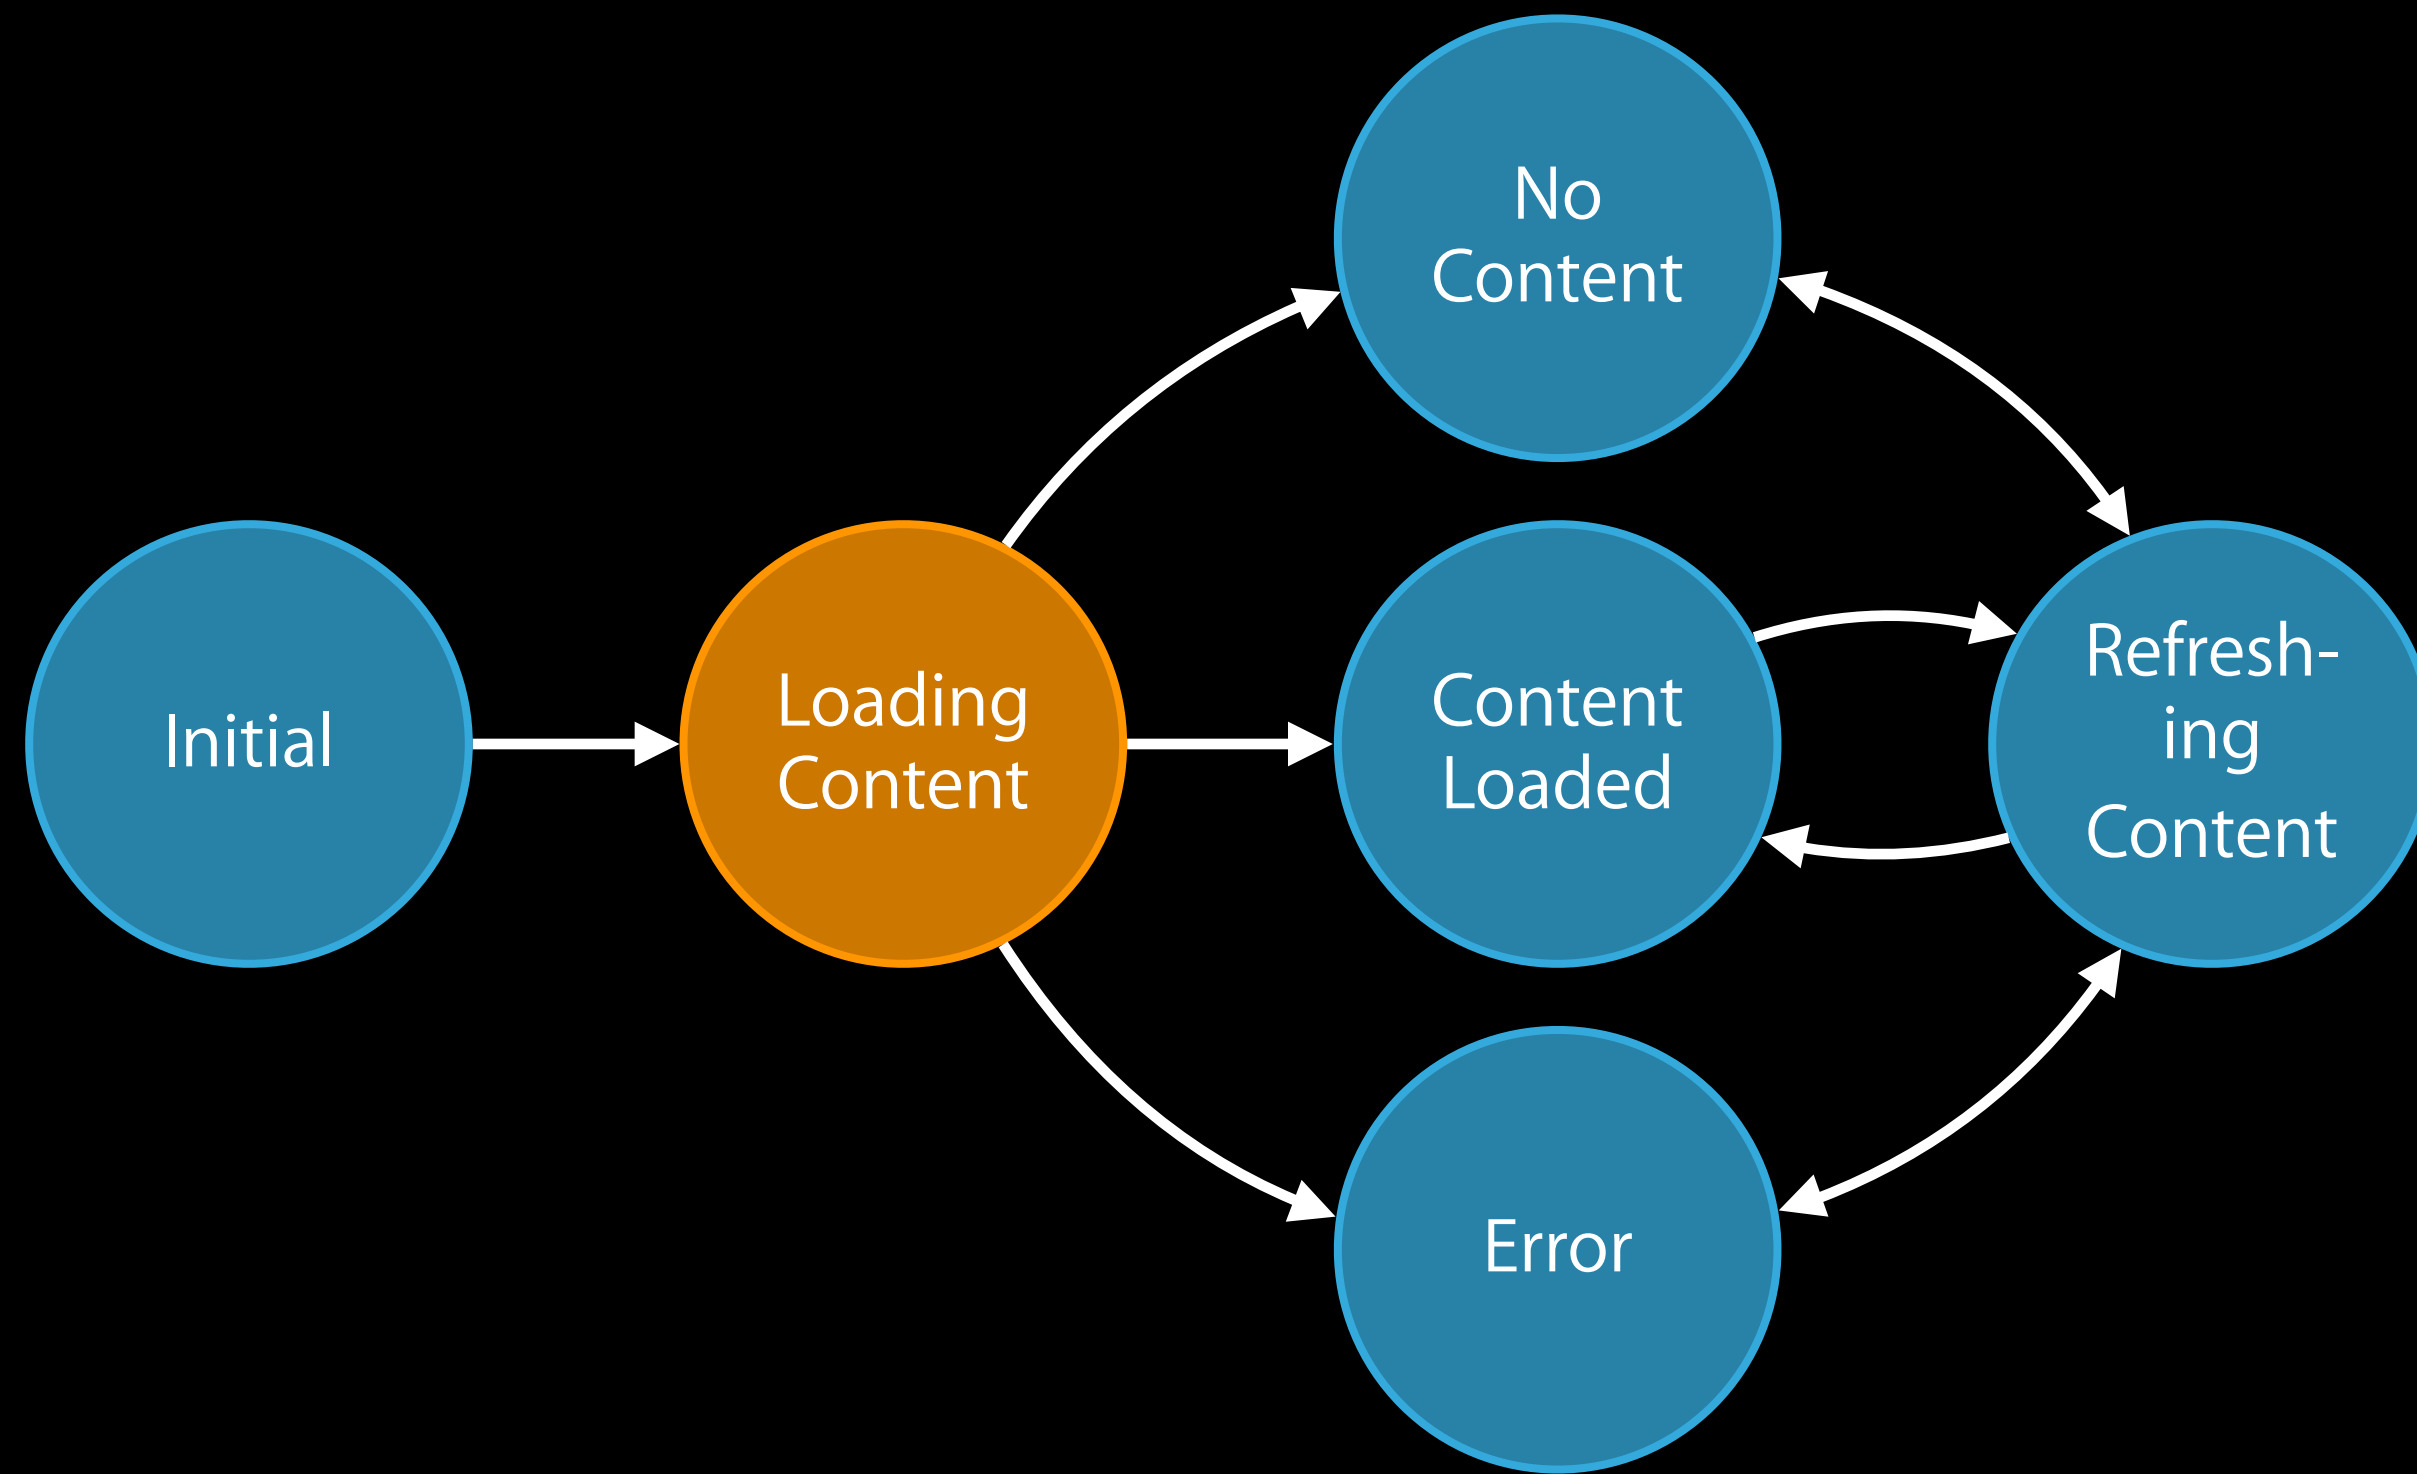 Initial
Loading
Content
No
Content
Content
Loaded
Error
Refresh-
ing
Content